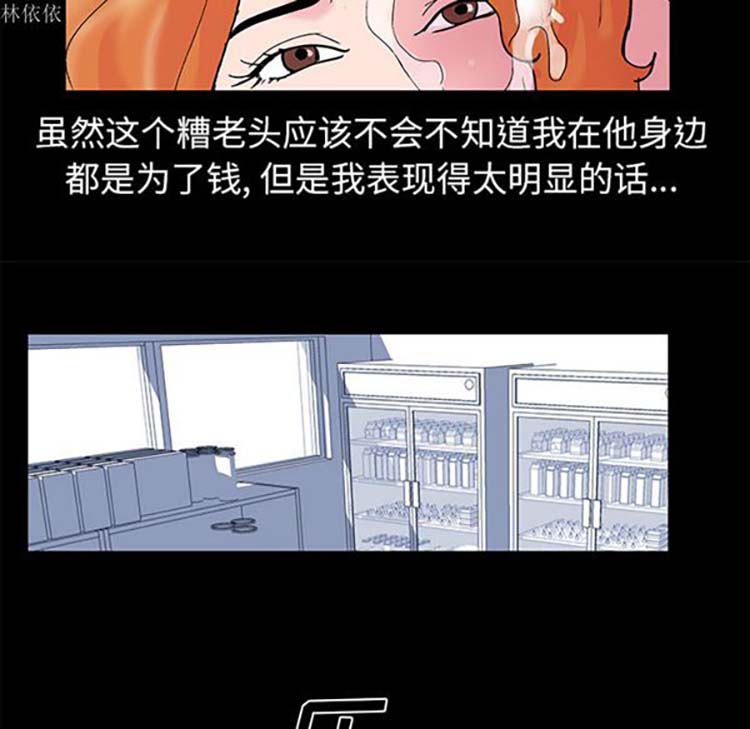 林依依
虽然这个糟老头应该不会不知道我在他身边
都是为了钱, 但是我表现得太明显的话...